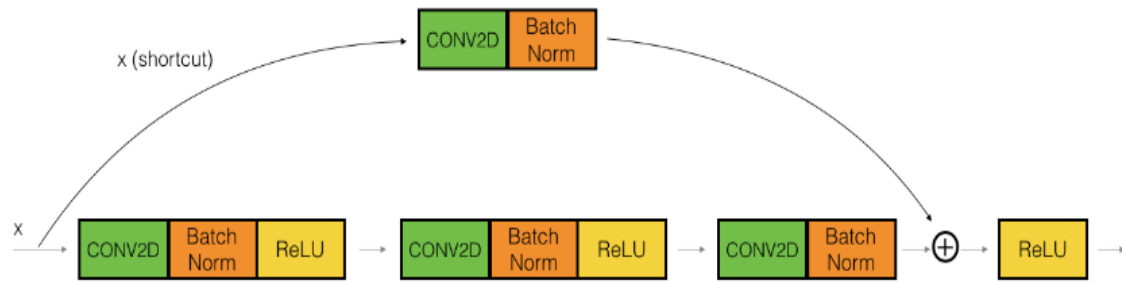 CONV2D
Batch
Norm
x (shortcut)
x
CONV2D
Batch
Norm
ReLU
CONV2D
Batch
Norm
ReLU
CONV2D
Batch
Norm
ReLU